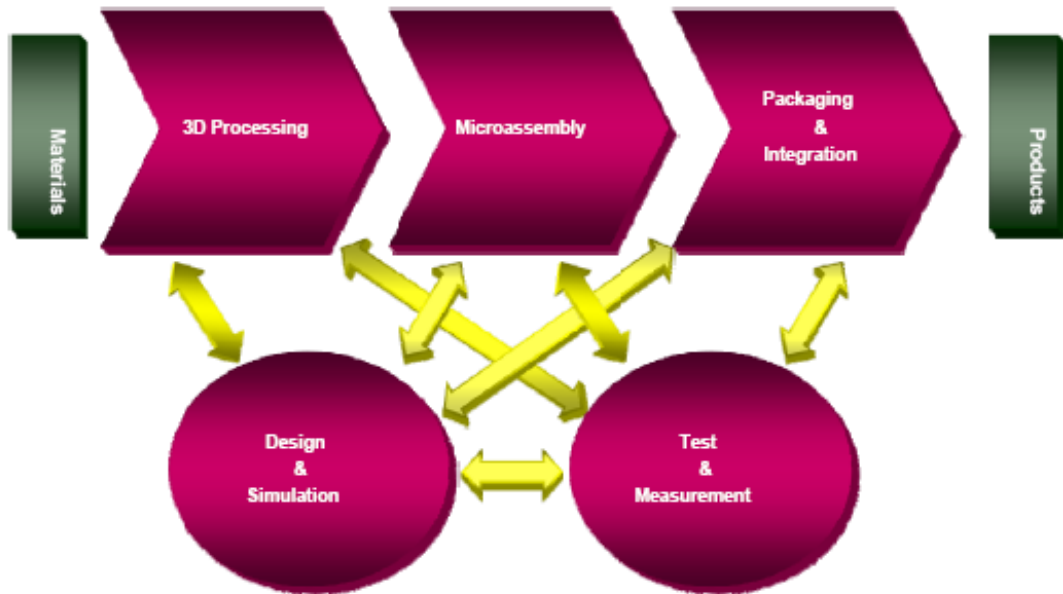 Materials
3D Processing
Microassembly
Packaging
&
Integration
Products
Design
&
Simulation
Test
&
Measurement